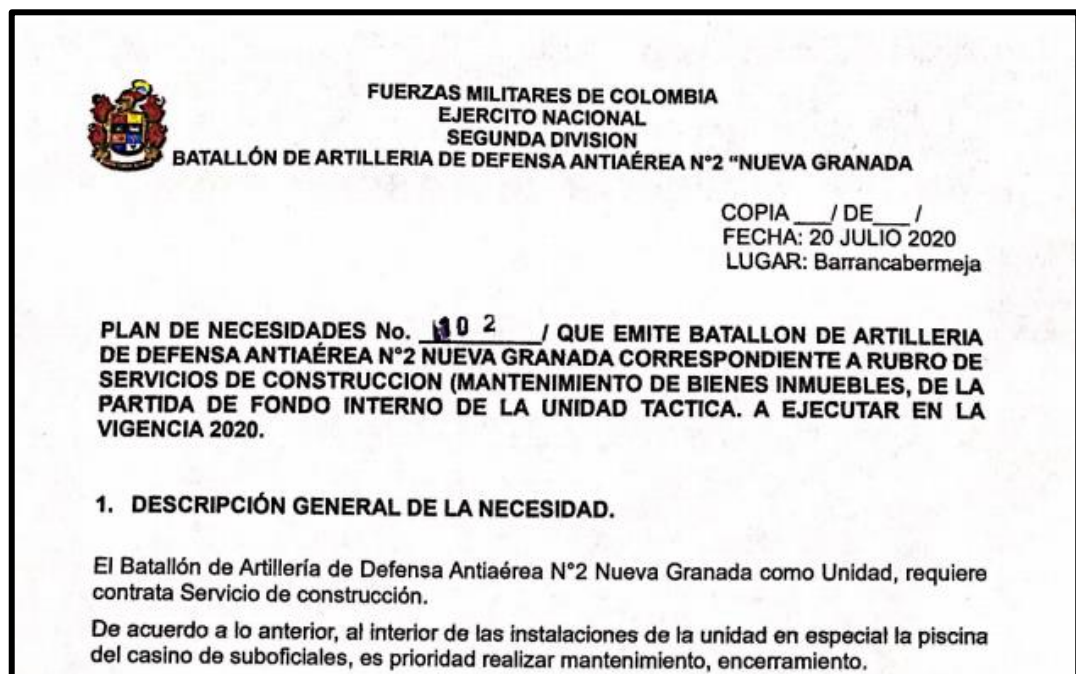 FUERZAS MILITARES DE COLOMBIA
EJERCITO NACIONAL
SEGUNDA DIVISION
BATALLÓN DE ARTILLERIA DE DEFENSA ANTIAÉREA N°2 "NUEVA GRANADA
COPIA ___/ DE___ /
FECHA: 20 JULIO 2020
LUGAR: Barrancabermeja
PLAN DE NECESIDADES No. 102 / QUE EMITE BATALLON DE ARTILLERIA
DE DEFENSA ANTIAÉREA N°2 NUEVA GRANADA CORRESPONDIENTE A RUBRO DE
SERVICIOS DE CONSTRUCCION (MANTENIMIENTO DE BIENES INMUEBLES, DE LA
PARTIDA DE FONDO INTERNO DE LA UNIDAD TACTICA. A EJECUTAR EN LA
VIGENCIA 2020.
1. DESCRIPCIÓN GENERAL DE LA NECESIDAD.
El Batallón de Artillería de Defensa Antiaérea N°2 Nueva Granada como Unidad, requiere
contrata Servicio de construcción.
De acuerdo a lo anterior, al interior de las instalaciones de la unidad en especial la piscina
del casino de suboficiales, es prioridad realizar mantenimiento, encerramiento.